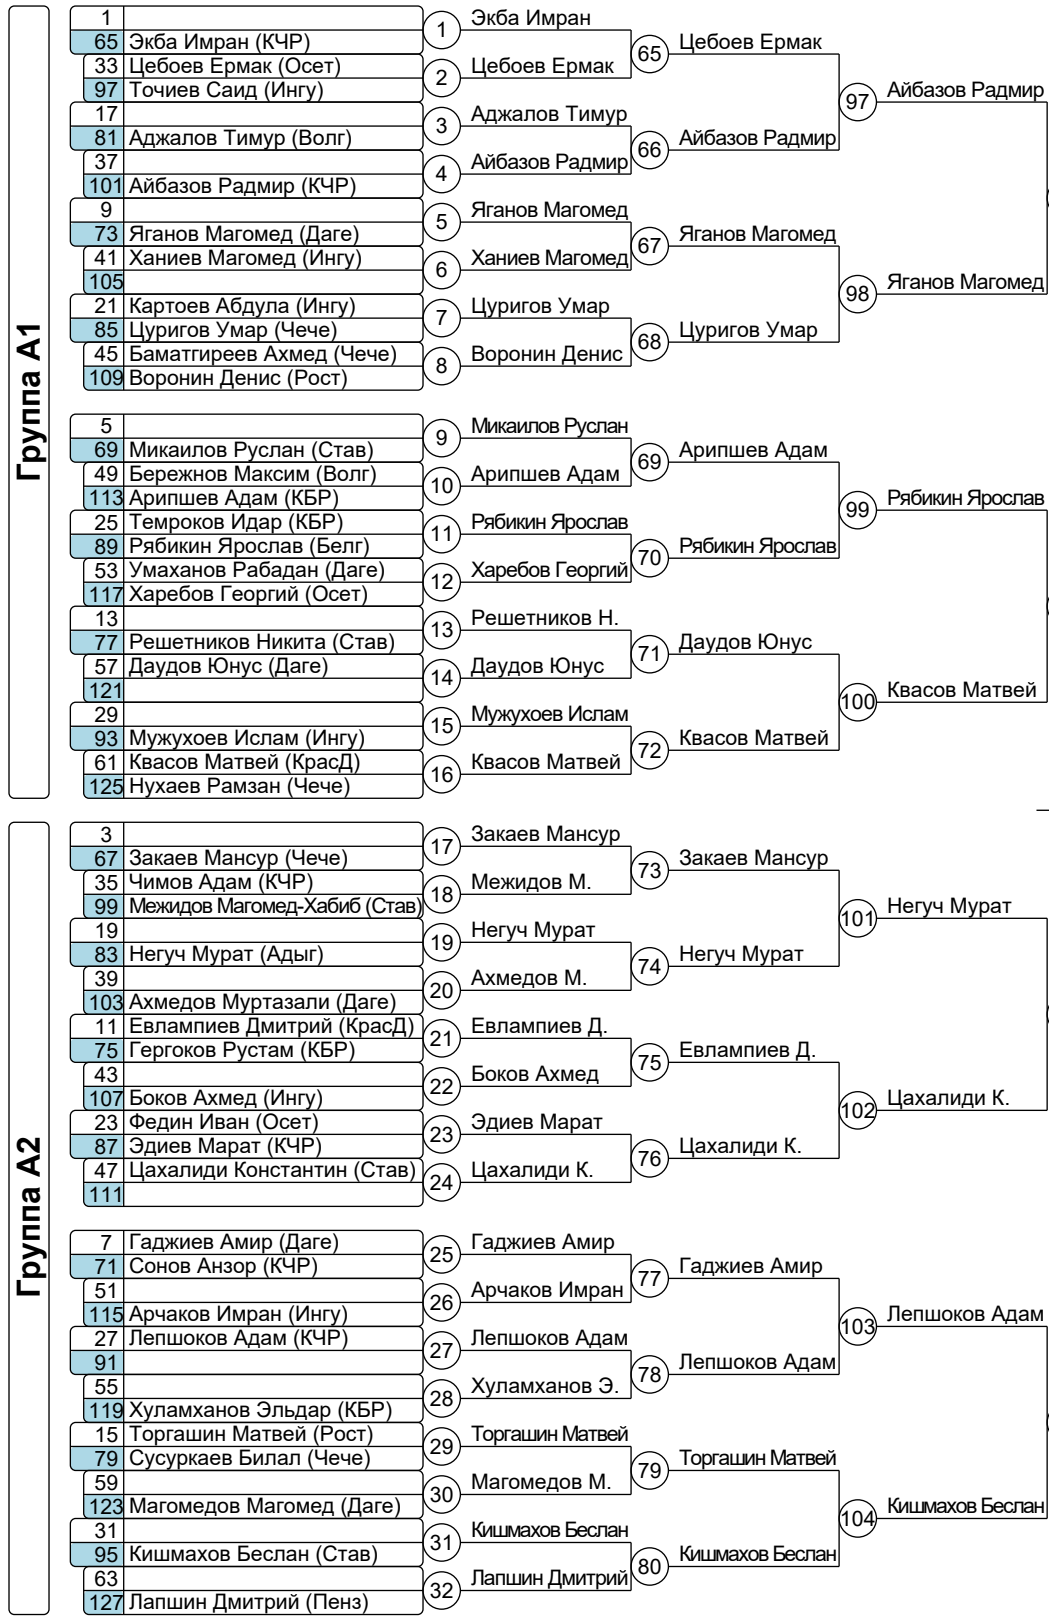 Группа A1
1
65 Экба Имран (КЧР)
33 Цебоев Ермак (Осет)
97 Точиев Саид (Ингу)
17
81 Аджалов Тимур (Волг)
37
101 Айбазов Радмир (КЧР)
9
73 Яганов Магомед (Даге)
41 Ханиев Магомед (Ингу)
105
21 Картоев Абдула (Ингу)
85 Цуригов Умар (Чече)
45 Баматгиреев Ахмед (Чече)
109 Воронин Денис (Рост)
5
69 Микаилов Руслан (Став)
49 Бережнов Максим (Волг)
113 Арипшев Адам (КБР)
25 Темроков Идар (КБР)
89 Рябикин Ярослав (Белг)
53 Умаханов Рабадан (Даге)
117 Харебов Георгий (Осет)
13
77 Решетников Никита (Став)
57 Даудов Юнус (Даге)
121
29
93 Мужухоев Ислам (Ингу)
61 Квасов Матвей (КрасД)
125 Нухаев Рамзан (Чече)
1 Экба Имран
2 Цебоев Ермак
3 Аджалов Тимур
4 Айбазов Радмир
5 Яганов Магомед
6 Ханиев Магомед
7 Цуригов Умар
8 Воронин Денис
9 Микаилов Руслан
10 Арипшев Адам
11 Рябикин Ярослав
12 Харебов Георгий
13 Решетников Н.
14 Даудов Юнус
15 Мужухоев Ислам
16 Квасов Матвей
65 Цебоев Ермак
66 Айбазов Радмир
67 Яганов Магомед
68 Цуригов Умар
69 Арипшев Адам
70 Рябикин Ярослав
71 Даудов Юнус
72 Квасов Матвей
97 Айбазов Радмир
98 Яганов Магомед
99 Рябикин Ярослав
100 Квасов Матвей
Группа A2
3
67 Закаев Мансур (Чече)
35 Чимов Адам (КЧР)
99 Межидов Магомед-Хабиб (Став)
19
83 Негуч Мурат (Адыг)
39
103 Ахмедов Муртазали (Даге)
11 Евлампиев Дмитрий (КрасД)
75 Гергоков Рустам (КБР)
43
107 Боков Ахмед (Ингу)
23 Федин Иван (Осет)
87 Эдиев Марат (КЧР)
47 Цахалиди Константин (Став)
111
7 Гаджиев Амир (Даге)
71 Сонов Анзор (КЧР)
51
115 Арчаков Имран (Ингу)
27 Лепшоков Адам (КЧР)
91
55
119 Хуламханов Эльдар (КБР)
15 Торгашин Матвей (Рост)
79 Сусуркаев Билал (Чече)
59
123 Магомедов Магомед (Даге)
31
95 Кишмахов Беслан (Став)
63
127 Лапшин Дмитрий (Пенз)
17 Закаев Мансур
18 Межидов М.
19 Негуч Мурат
20 Ахмедов М.
21 Евлампиев Д.
22 Боков Ахмед
23 Эдиев Марат
24 Цахалиди К.
25 Гаджиев Амир
26 Арчаков Имран
27 Лепшоков Адам
28 Хуламханов Э.
29 Торгашин Матвей
30 Магомедов М.
31 Кишмахов Беслан
32 Лапшин Дмитрий
73 Закаев Мансур
74 Негуч Мурат
75 Евлампиев Д.
76 Цахалиди К.
77 Гаджиев Амир
78 Лепшоков Адам
79 Торгашин Матвей
80 Кишмахов Беслан
101 Негуч Мурат
102 Цахалиди К.
103 Лепшоков Адам
104 Кишмахов Беслан